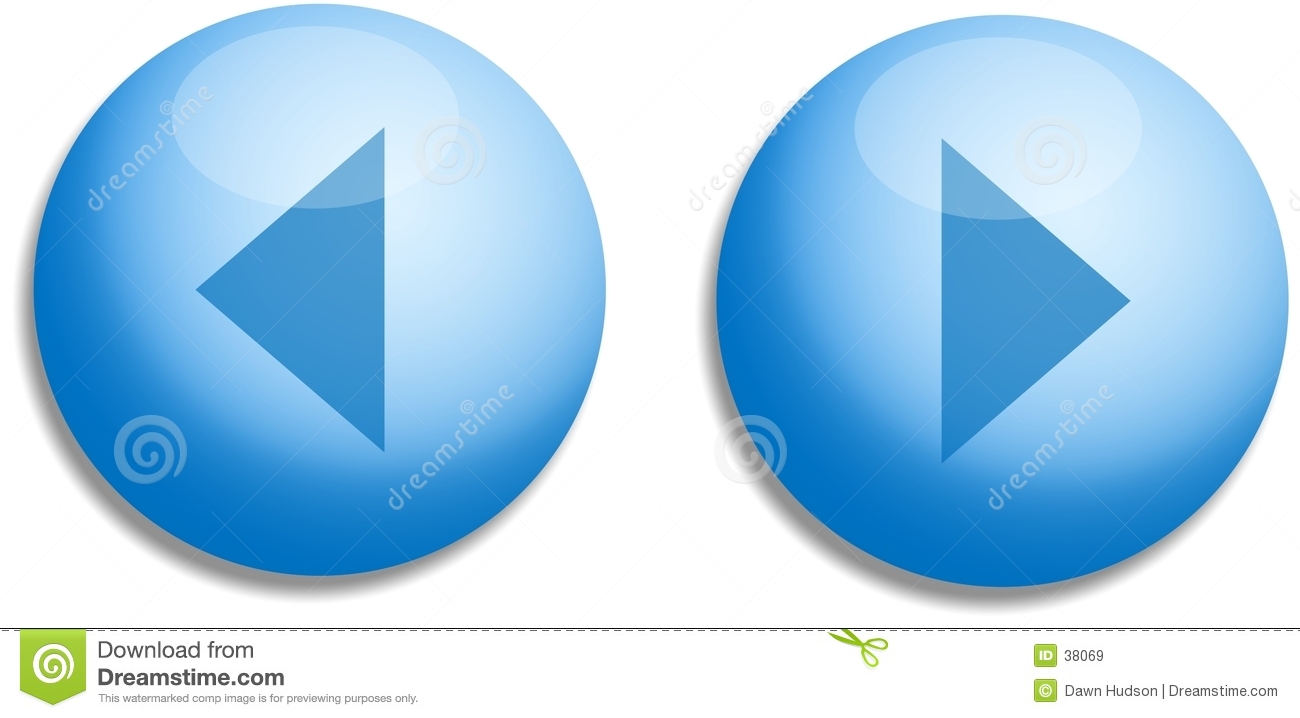 dreamstime
dreamstime
dreamstime
dreamstime
Download from
Dreamstime.com
This watermarked comp image is for previewing purposes only.
ID 38069
© Dawn Hudson | Dreamstime.com